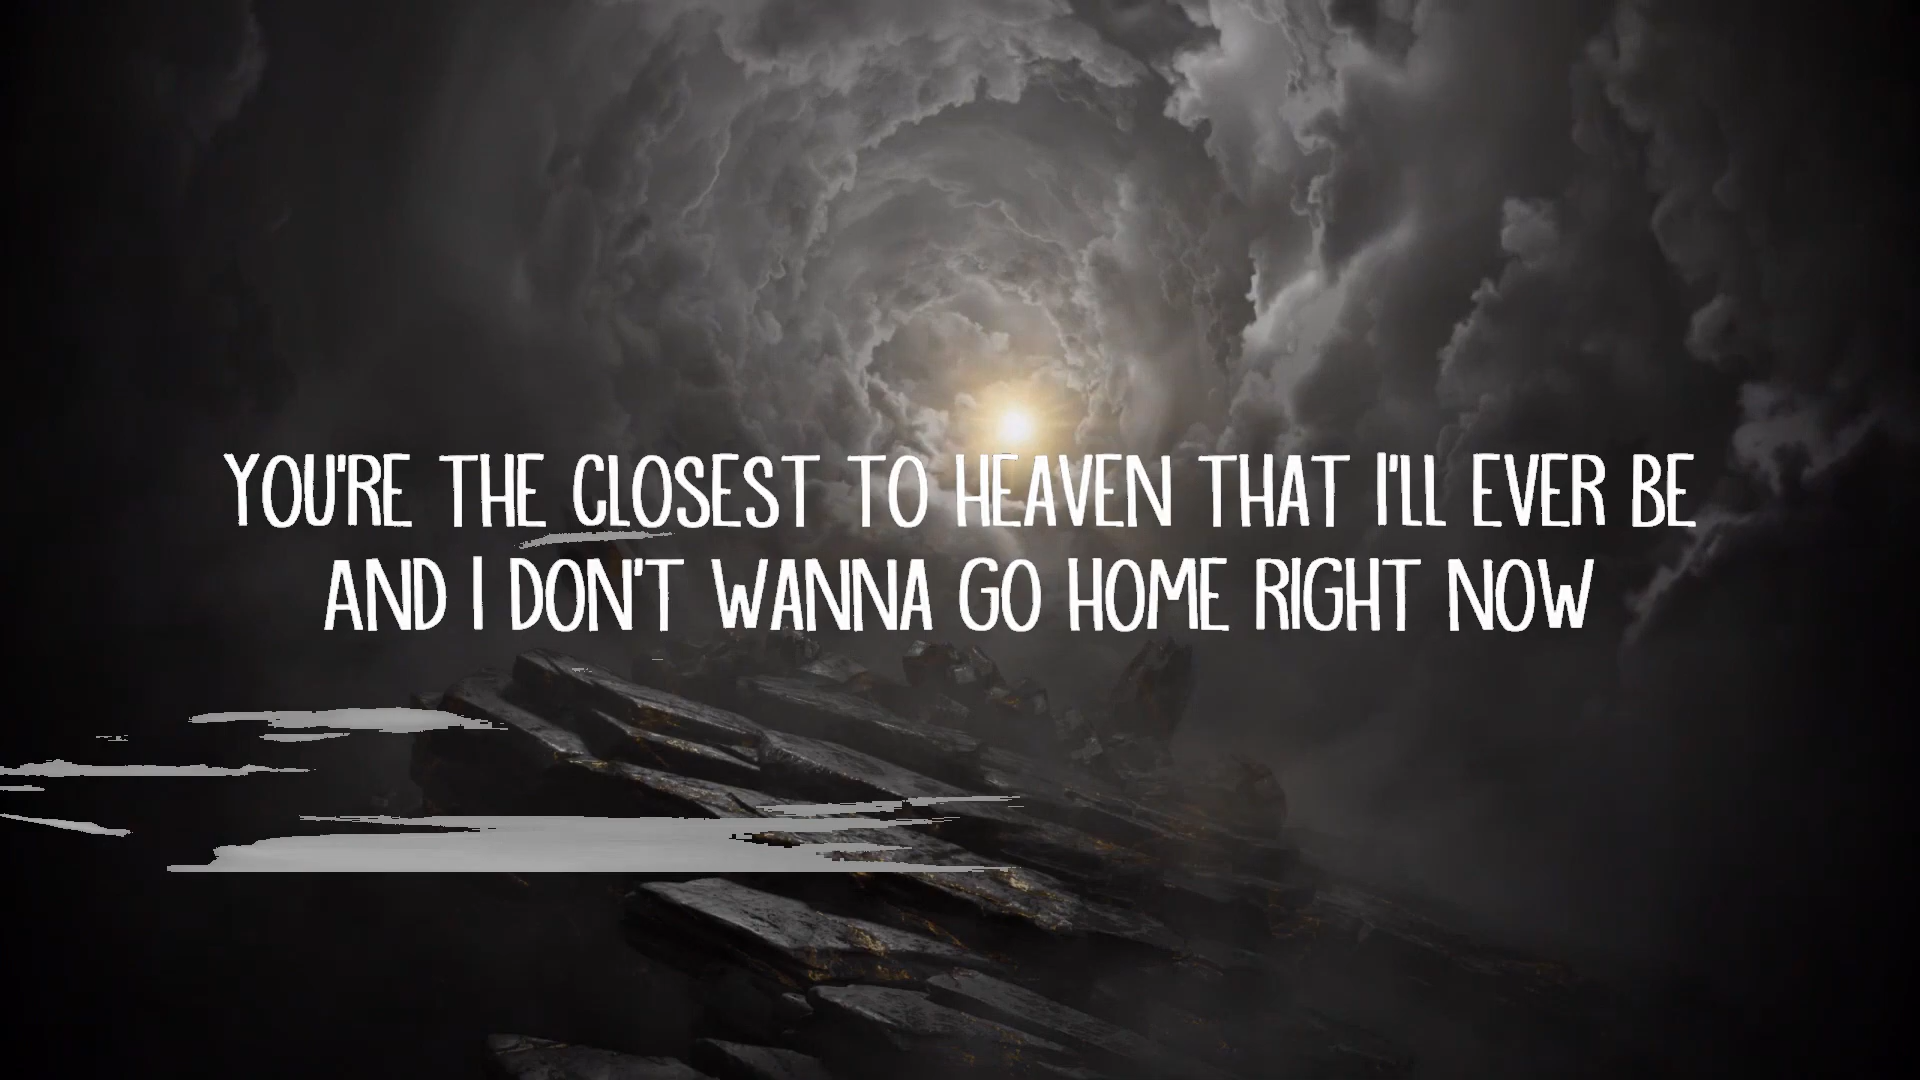 YOU'RE THE CLOSEST TO HEAVEN THAT I'LL EVER BE
AND I DON'T WANNA GO HOME RIGHT NOW